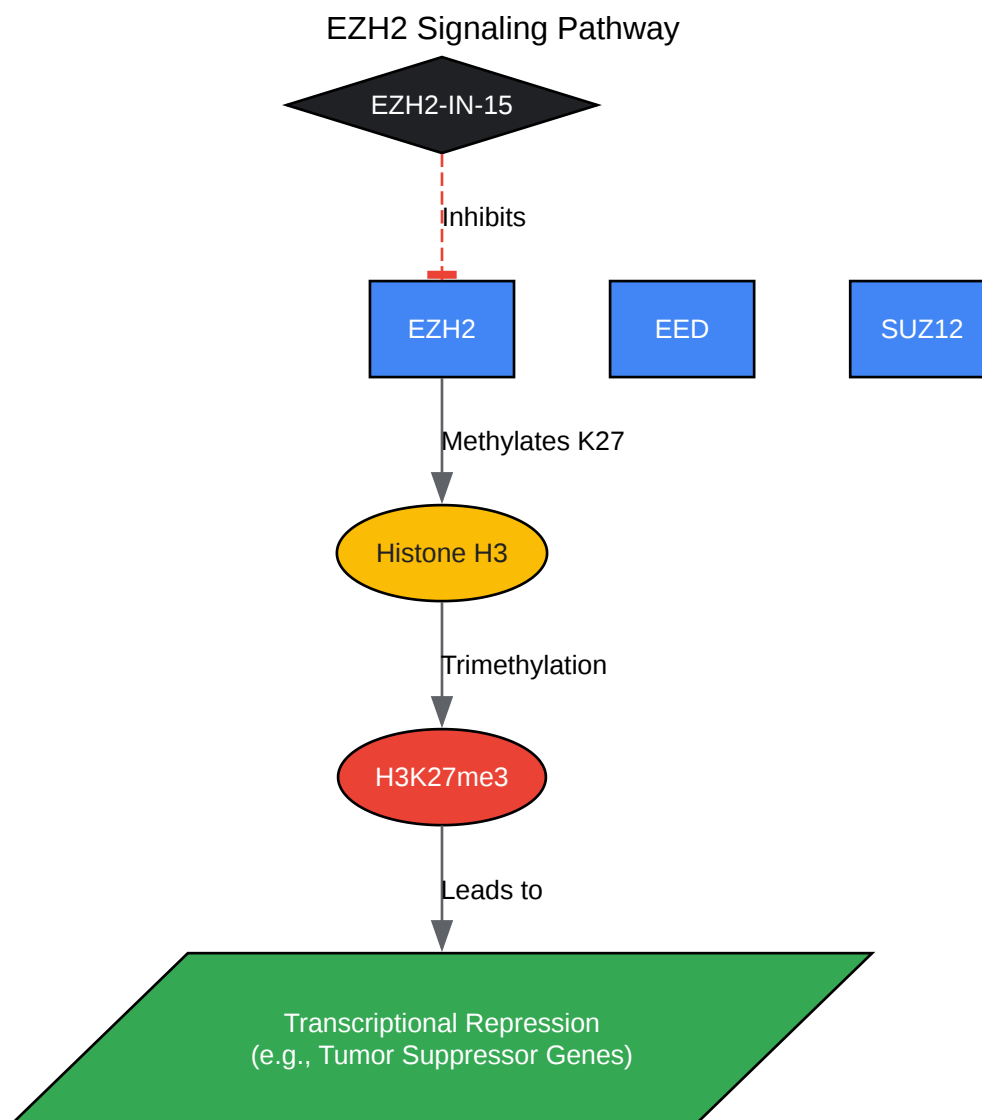 EZH2 Signaling Pathway
EZH2-IN-15
Inhibits
EZH2
EED
SUZ12
Methylates K27
Histone H3
Trimethylation
H3K27me3
Leads to
Transcriptional Repression
(e.g., Tumor Suppressor Genes)